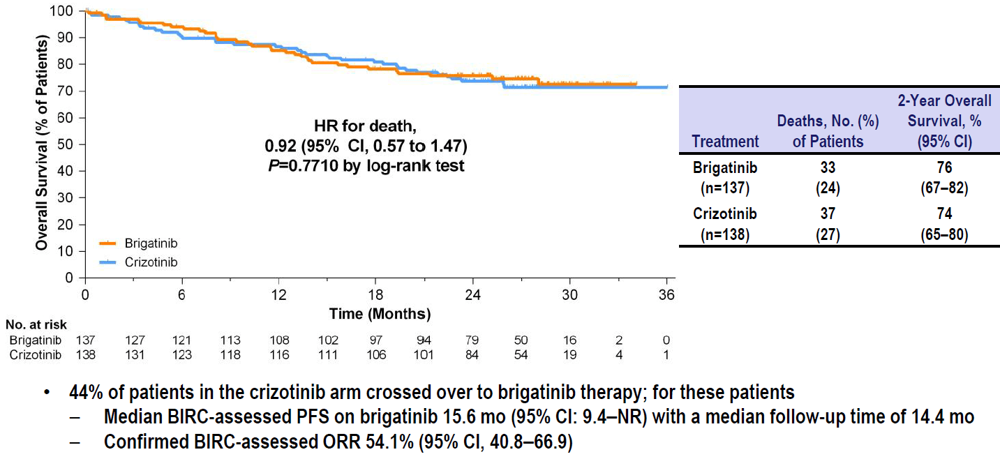 100
90
80
70
60
50
40
30
20
10
0
Overall Survival (% of Patients)
HR for death,
0.92 (95% CI, 0.57 to 1.47)
P=0.7710 by log-rank test
Brigatinib
Crizotinib
0 6 12 18 24 30 36
Time (Months)
No. at risk
Brigatinib 137 127 121 113 108 102 97 94 79 50 16 2 0
Crizotinib 138 131 123 118 116 111 106 101 84 54 19 4 1
2-Year Overall
Deaths, No. (%) Survival, %
Treatment of Patients (95% CI)
Brigatinib 33 76
(n=137) (24) (67–82)
Crizotinib 37 74
(n=138) (27) (65–80)
• 44% of patients in the crizotinib arm crossed over to brigatinib therapy; for these patients
– Median BIRC-assessed PFS on brigatinib 15.6 mo (95% CI: 9.4–NR) with a median follow-up time of 14.4 mo
– Confirmed BIRC-assessed ORR 54.1% (95% CI, 40.8–66.9)